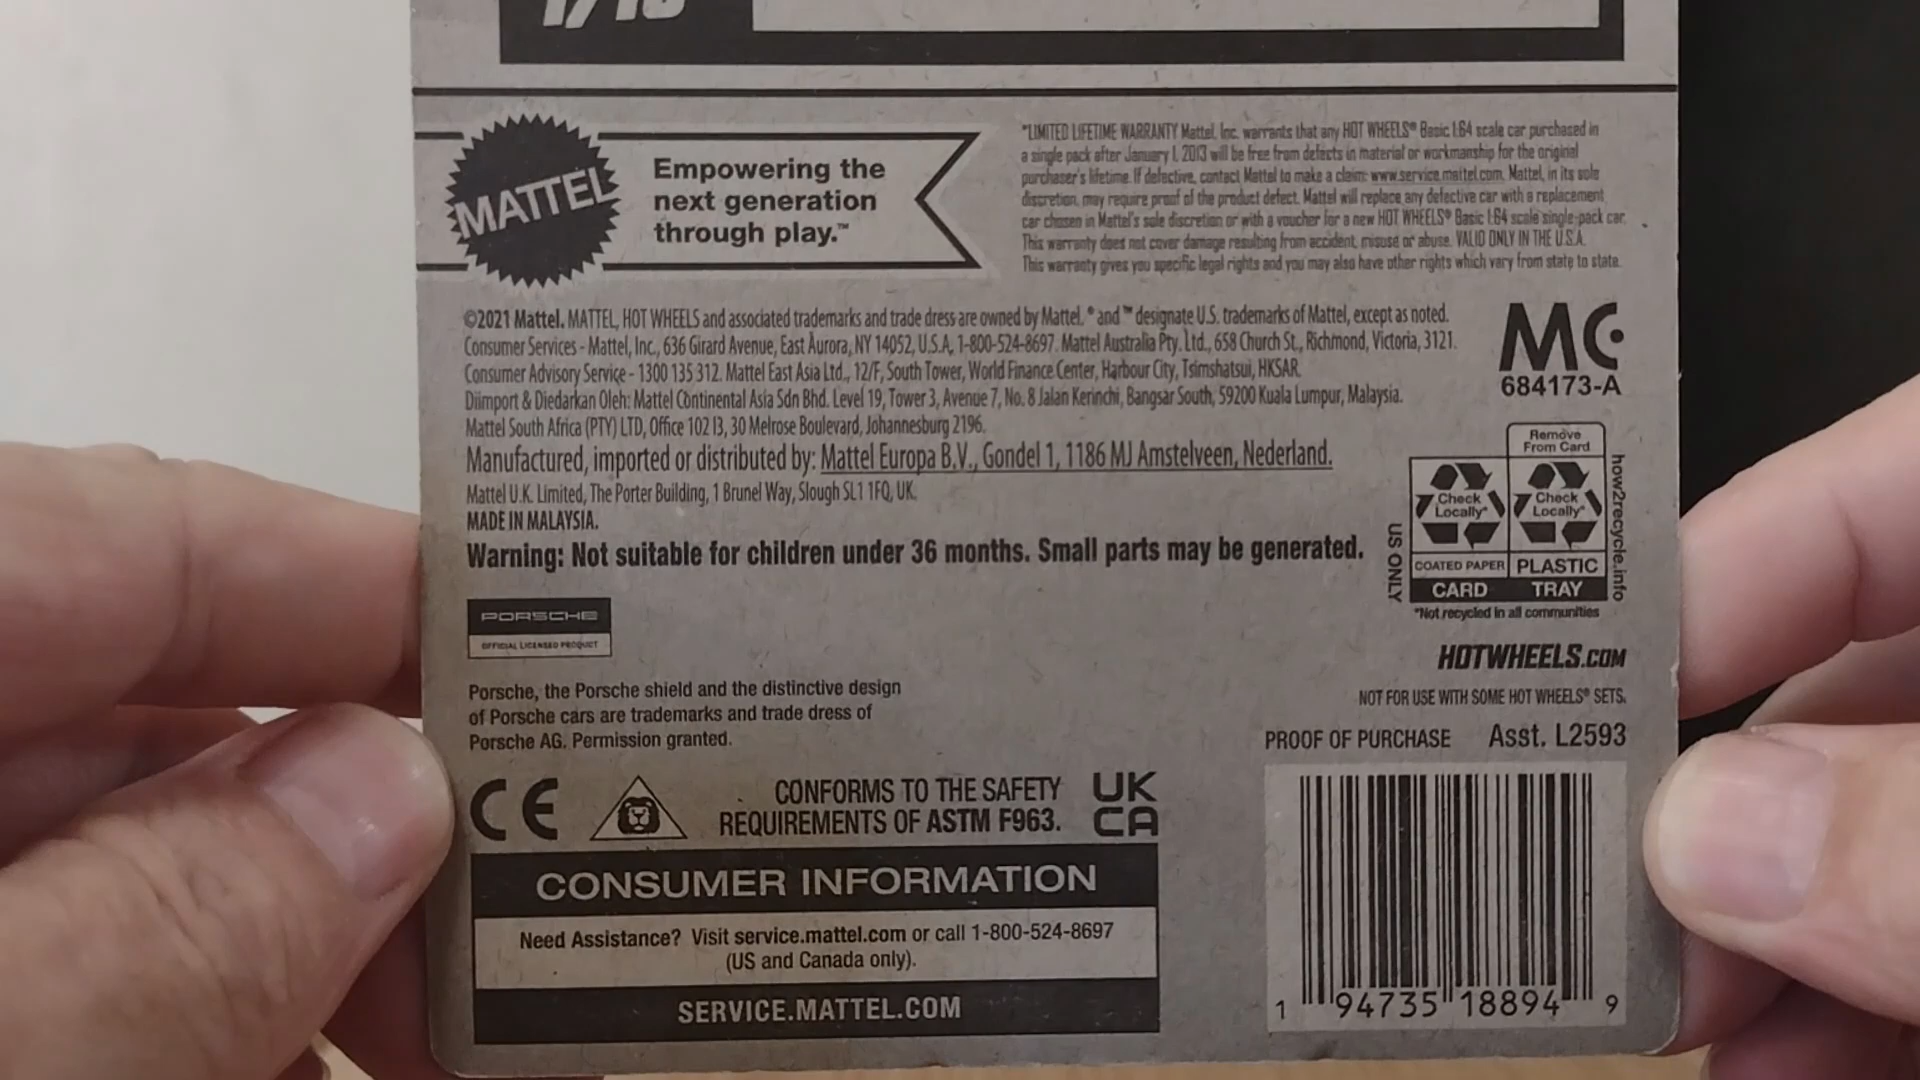 MATTEL
Empowering the
next generation
through play.™
*LIMITED LIFETIME WARRANTY Mattel, Inc. warrants that any HOT WHEELS® Basic 1:64 scale car purchased in
a single pack after January 1, 2013 will be free from defects in material or workmanship for the original
purchaser's lifetime. If defective, contact Mattel to make a claim: www.service.mattel.com. Mattel, in its sole
discretion, may require proof of the product defect. Mattel will replace any defective car with a replacement
car chosen in Mattel's sole discretion or with a voucher for a new HOT WHEELS® Basic 1:64 scale single-pack car.
This warranty does not cover damage resulting from accident, misuse or abuse. VALID ONLY IN THE U.S.A.
This warranty gives you specific legal rights and you may also have other rights which vary from state to state.
©2021 Mattel. MATTEL, HOT WHEELS and associated trademarks and trade dress are owned by Mattel. ® and ™ designate U.S. trademarks of Mattel, except as noted.
Consumer Services - Mattel, Inc., 636 Girard Avenue, East Aurora, NY 14052, U.S.A. 1-800-524-8697. Mattel Australia Pty. Ltd., 658 Church St., Richmond, Victoria, 3121.
Consumer Advisory Service - 1300 135 312. Mattel East Asia Ltd., 12/F, South Tower, World Finance Center, Harbour City, Tsimshatsui, HKSAR.
Diimport & Diedarkan Oleh: Mattel Continental Asia Sdn Bhd. Level 19, Tower 3, Avenue 7, No. 8 Jalan Kerinchi, Bangsar South, 59200 Kuala Lumpur, Malaysia.
Mattel South Africa (PTY) LTD, Office 102 I3, 30 Melrose Boulevard, Johannesburg 2196.
Manufactured, imported or distributed by: Mattel Europa B.V., Gondel 1, 1186 MJ Amstelveen, Nederland.
Mattel U.K. Limited, The Porter Building, 1 Brunel Way, Slough SL1 1FQ, UK.
MADE IN MALAYSIA.
Warning: Not suitable for children under 36 months. Small parts may be generated.
MC
684173-A
Remove
From Card
Check
Locally*
Check
Locally*
COATED PAPER
PLASTIC
CARD
TRAY
US ONLY
how2recycle.info
*Not recycled in all communities
HOTWHEELS.COM
NOT FOR USE WITH SOME HOT WHEELS® SETS.
PROOF OF PURCHASE Asst. L2593
PORSCHE
OFFICIAL LICENSED PRODUCT
Porsche, the Porsche shield and the distinctive design
of Porsche cars are trademarks and trade dress of
Porsche AG. Permission granted.
CE
CONFORMS TO THE SAFETY
REQUIREMENTS OF ASTM F963.
UK
CA
CONSUMER INFORMATION
Need Assistance? Visit service.mattel.com or call 1-800-524-8697
(US and Canada only).
SERVICE.MATTEL.COM
1 94735 18894 9